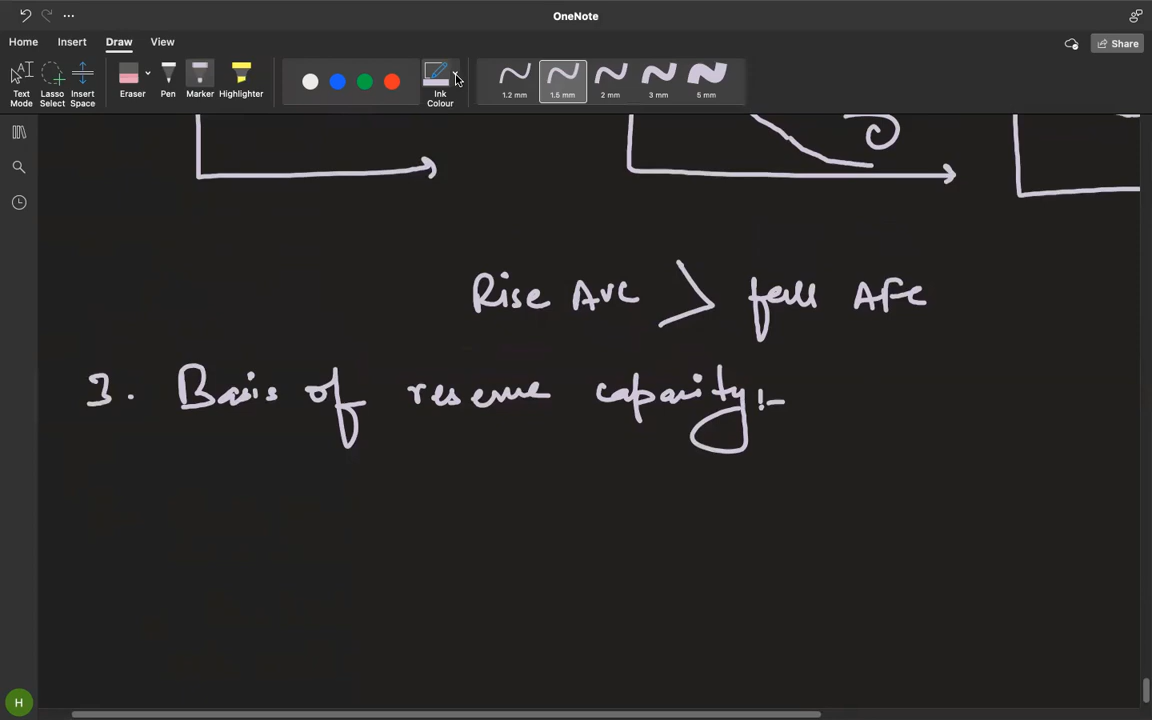 OneNote
Home Insert Draw View
Share
Text Mode
Lasso Select
Insert Space
Eraser
Pen
Marker
Highlighter
Ink Colour
1.2 mm
1.5 mm
2 mm
3 mm
5 mm
Rise AVC > fall AFC
3. Basis of reserve capacity :-
H